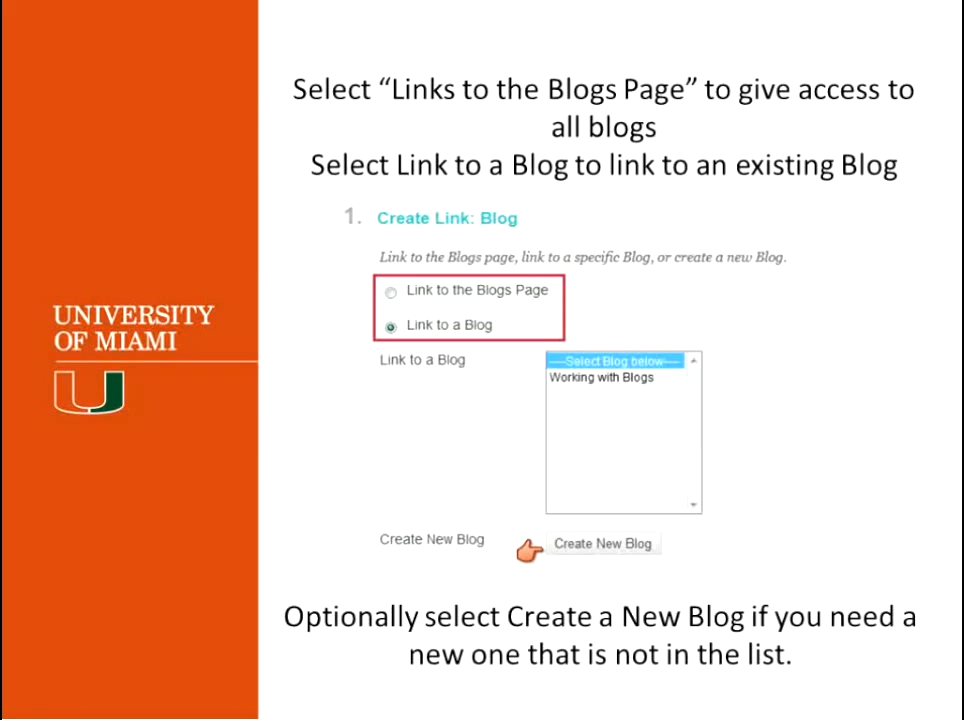 Select “Links to the Blogs Page” to give access to
all blogs
Select Link to a Blog to link to an existing Blog
1. Create Link: Blog
Link to the Blogs page, link to a specific Blog, or create a new Blog.
Link to the Blogs Page
Link to a Blog
Link to a Blog
----Select Blog below----
Working with Blogs
Create New Blog
Create New Blog
Optionally select Create a New Blog if you need a
new one that is not in the list.
UNIVERSITY
OF MIAMI